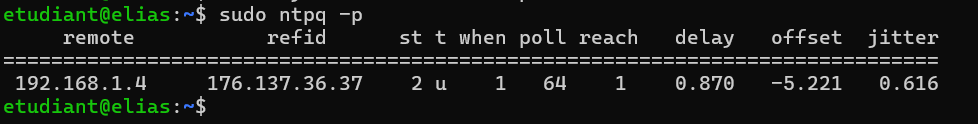 etudiant@elias:~$ sudo ntpq -p
     remote           refid      st t when poll reach   delay   offset  jitter
==============================================================================
 192.168.1.4     176.137.36.37    2 u    1   64    1    0.870   -5.221   0.616
etudiant@elias:~$